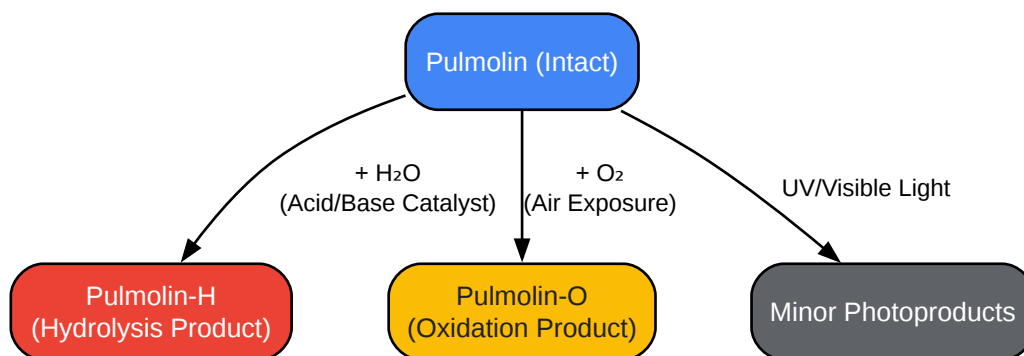 Pulmolin (Intact)
+ H₂O
(Acid/Base Catalyst)
+ O₂
(Air Exposure)
UV/Visible Light
Pulmolin-H
(Hydrolysis Product)
Pulmolin-O
(Oxidation Product)
Minor Photoproducts